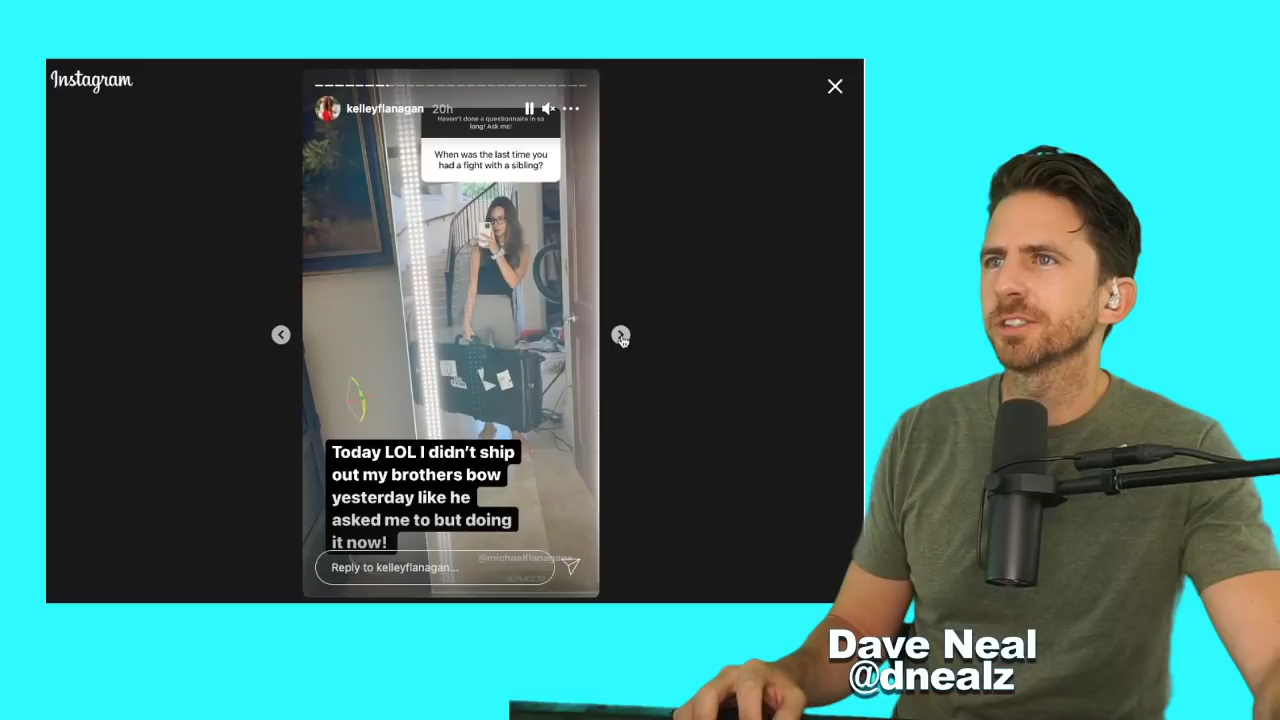 Instagram
kelleyflanagan 20h
Haven't done a questionnaire in so
long! Ask me!
When was the last time you
had a fight with a sibling?
Today LOL I didn't ship
out my brothers bow
yesterday like he
asked me to but doing
it now!
Reply to kelleyflanagan...
Dave Neal
@dnealz